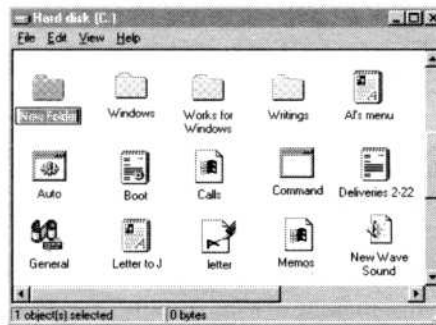 Hard disk (C:)
File Edit View Help
New Folder Windows Works for Windows Writings Al's menu
Auto Boot Calls Command Deliveries 2-22
General Letter to J letter Memos New Wave Sound
1 object(s) selected 0 bytes